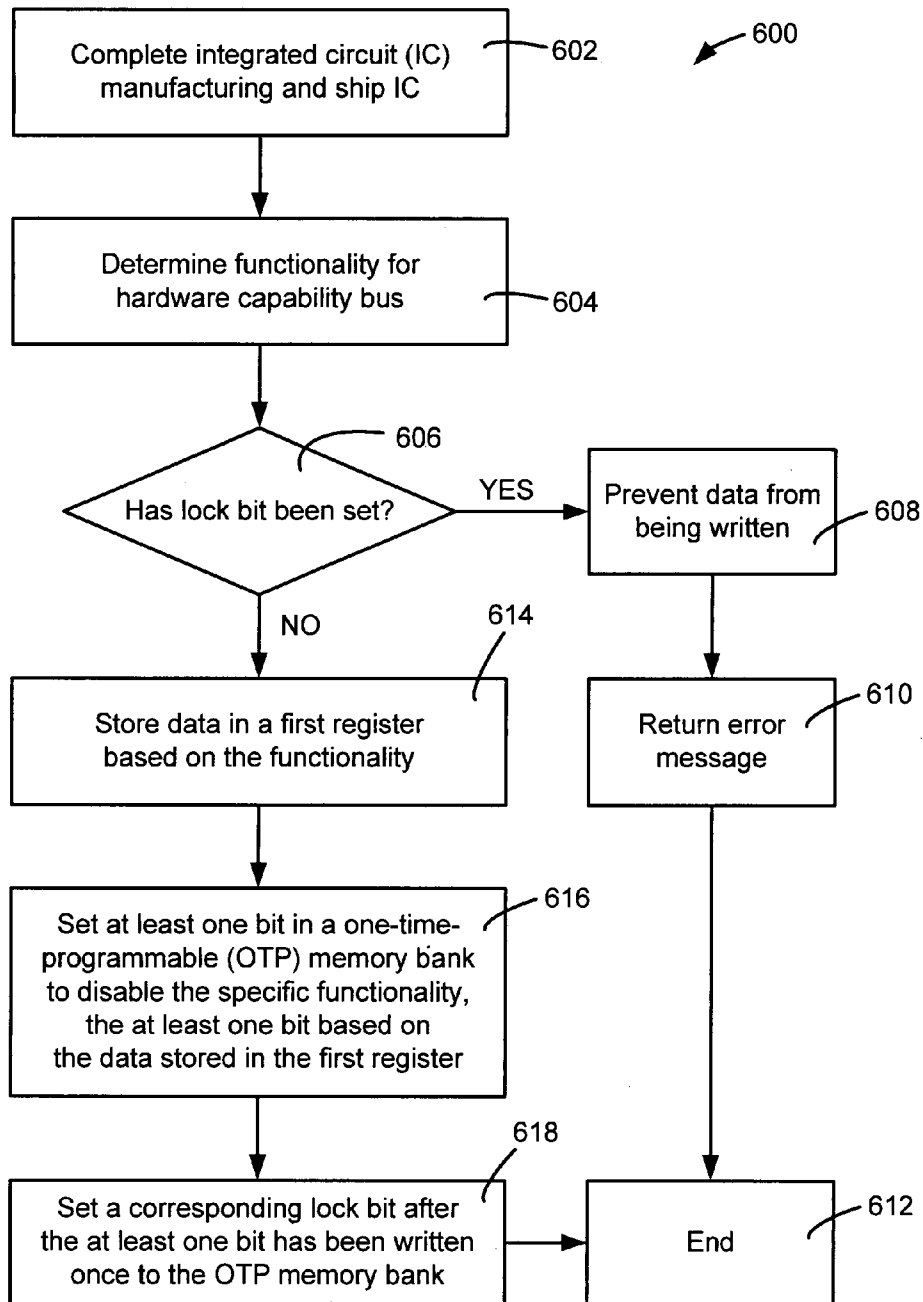 Complete integrated circuit (IC)
manufacturing and ship IC
602
600
Determine functionality for
hardware capability bus
604
606
Has lock bit been set?
YES
Prevent data from
being written
608
NO
614
Store data in a first register
based on the functionality
610
Return error
message
616
Set at least one bit in a one-time-
programmable (OTP) memory bank
to disable the specific functionality,
the at least one bit based on
the data stored in the first register
618
Set a corresponding lock bit after
the at least one bit has been written
once to the OTP memory bank
End
612